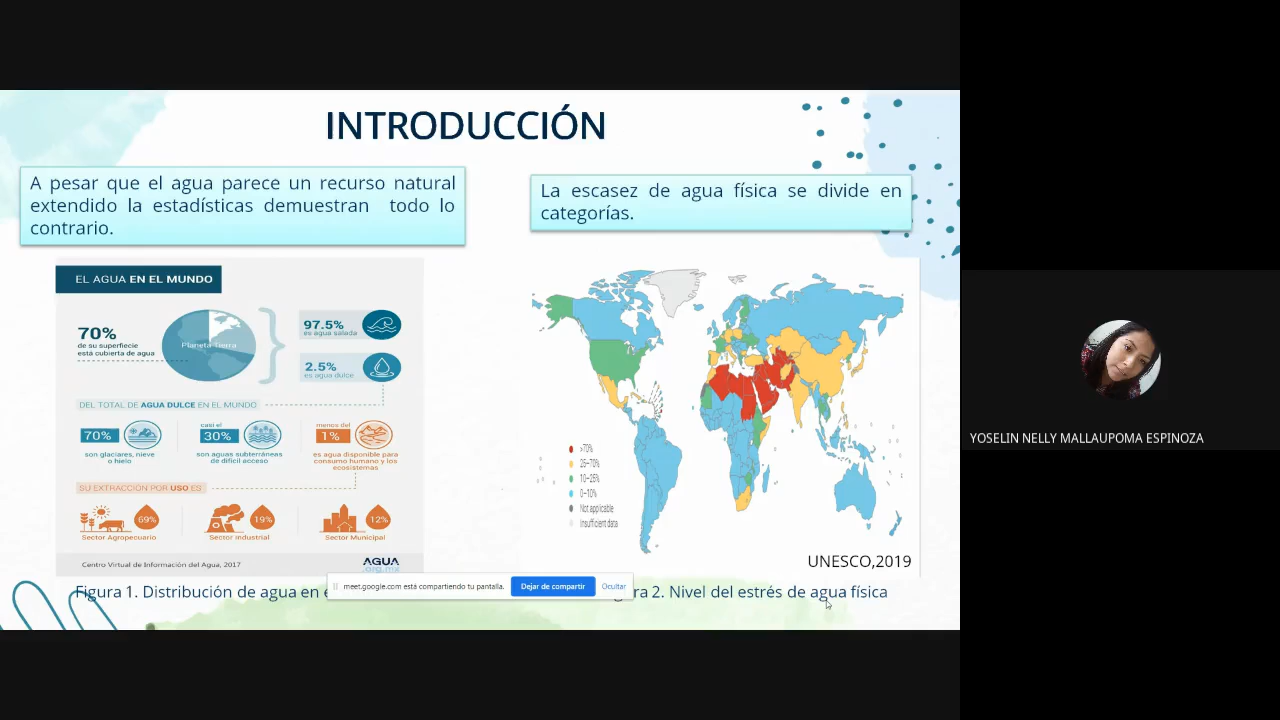 INTRODUCCIÓN
A pesar que el agua parece un recurso natural
extendido la estadísticas demuestran todo lo
contrario.
La escasez de agua física se divide en
categorías.
EL AGUA EN EL MUNDO
70%
de su superficie
está cubierta de agua
Planeta Tierra
97.5%
es agua salada
2.5%
es agua dulce
DEL TOTAL DE AGUA DULCE EN EL MUNDO
70%
son glaciares, nieve
o hielo
casi el
30%
son aguas subterráneas
de difícil acceso
menos del
1%
es agua disponible para
consumo humano y los
ecosistemas
SU EXTRACCIÓN POR USO ES
69%
Sector Agropecuario
19%
Sector Industrial
12%
Sector Municipal
Centro Virtual de Información del Agua, 2017
AGUA
.org.mx
>70%
25–70%
10–25%
0–10%
Not applicable
Insufficient data
UNESCO,2019
Figura 1. Distribución de agua en
meet.google.com está compartiendo tu pantalla.
Dejar de compartir
Ocultar
2. Nivel del estrés de agua física
YOSELIN NELLY MALLAUPOMA ESPINOZA